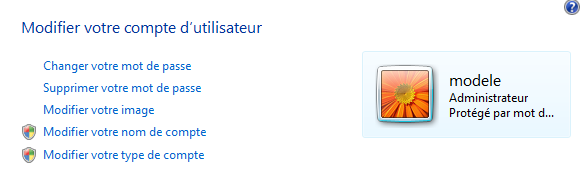 ?
Modifier votre compte d'utilisateur
Changer votre mot de passe
Supprimer votre mot de passe
Modifier votre image
Modifier votre nom de compte
Modifier votre type de compte
modele
Administrateur
Protégé par mot d...